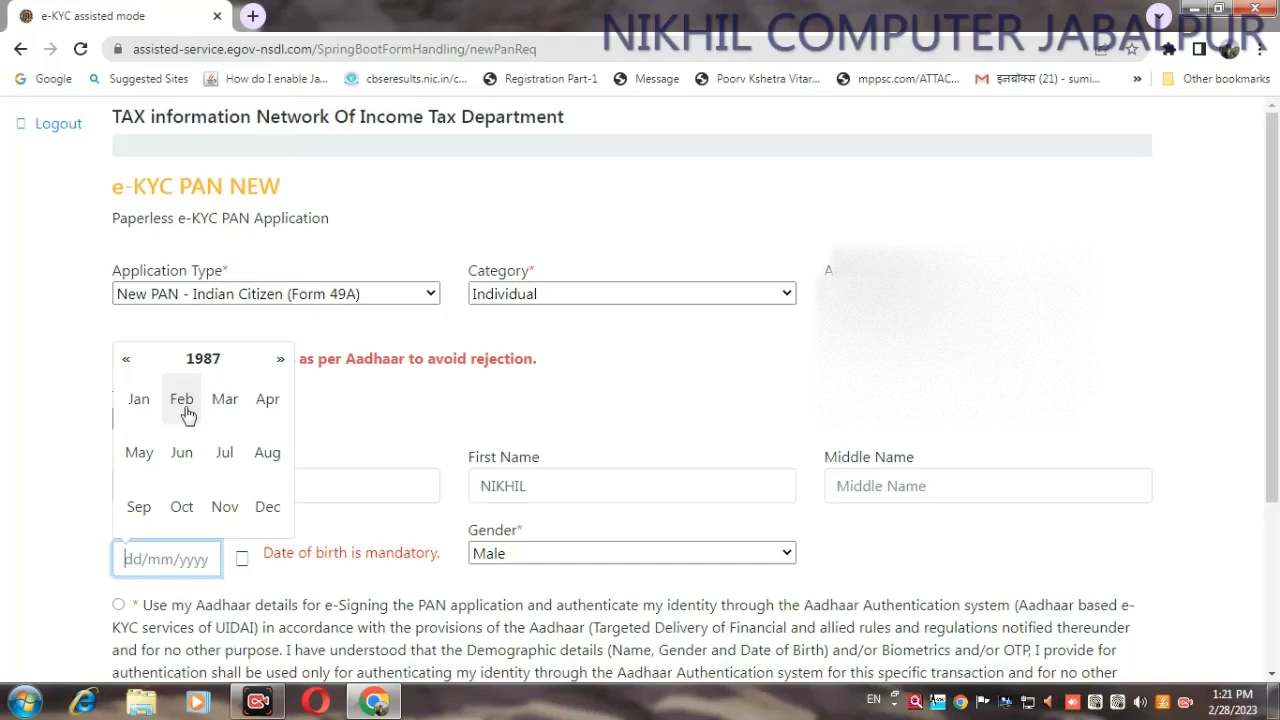 e-KYC assisted mode
NIKHIL COMPUTER JABALPUR
assisted-service.egov-nsdl.com/SpringBootFormHandling/newPanReq
Google Suggested Sites How do I enable Ja... cbseresults.nic.in/c... Registration Part-1 Message Poorv Kshetra Vitar... mppsc.com/ATTAC... इनबॉक्स (21) - sumi... » Other bookmarks
Logout
TAX information Network Of Income Tax Department
e-KYC PAN NEW
Paperless e-KYC PAN Application
Application Type* Category* A
New PAN - Indian Citizen (Form 49A) Individual
as per Aadhaar to avoid rejection.
« 1987 »
Jan Feb Mar Apr
May Jun Jul Aug
Sep Oct Nov Dec
First Name Middle Name
NIKHIL Middle Name
Gender*
dd/mm/yyyy Date of birth is mandatory. Male
* Use my Aadhaar details for e-Signing the PAN application and authenticate my identity through the Aadhaar Authentication system (Aadhaar based e-
KYC services of UIDAI) in accordance with the provisions of the Aadhaar (Targeted Delivery of Financial and allied rules and regulations notified thereunder
and for no other purpose. I have understood that the Demographic details (Name, Gender and Date of Birth) and/or Biometrics and/or OTP, I provide for
authentication shall be used only for authenticating my identity through the Aadhaar Authentication system for this specific transaction and for no other
EN 1:21 PM
2/28/2023